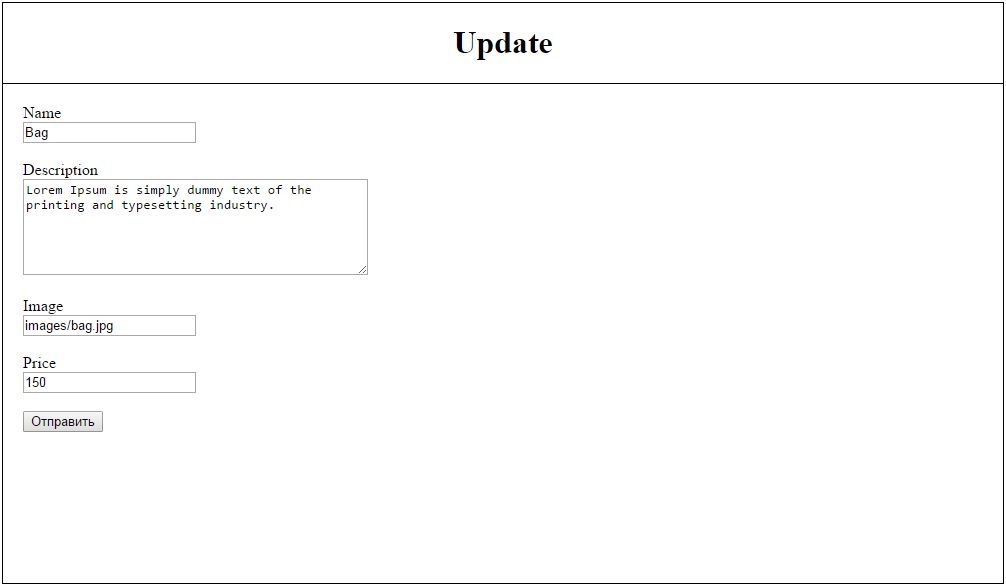 Update
Name
Bag
Description
Lorem Ipsum is simply dummy text of the
printing and typesetting industry.
Image
images/bag.jpg
Price
150
Отправить